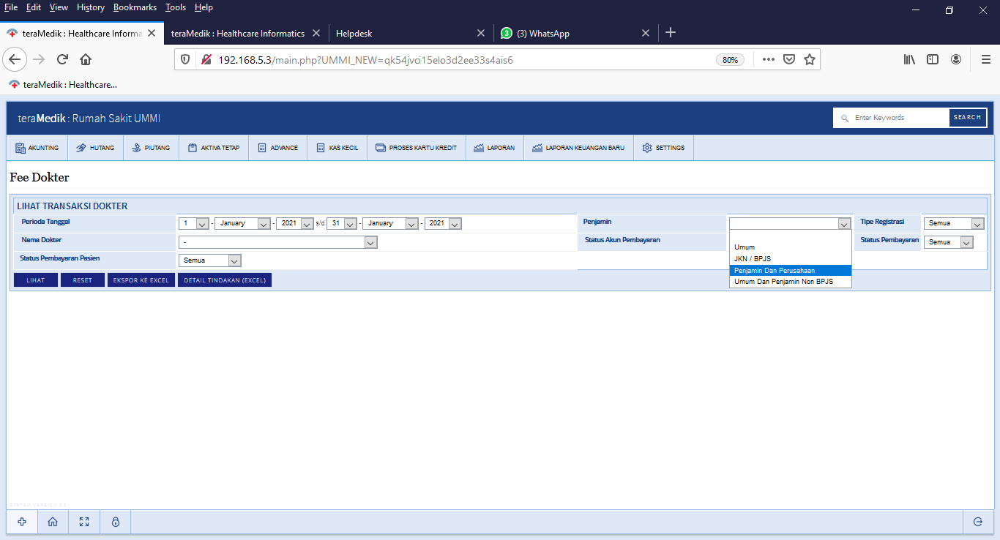 File Edit View History Bookmarks Tools Help
teraMedik : Healthcare Informa
teraMedik : Healthcare Informatics
Helpdesk
3 (3) WhatsApp
192.168.5.3/main.php?UMMI_NEW=qk54jvci15elo3d2ee33s4ais6
80%
teraMedik : Healthcare...
teraMedik : Rumah Sakit UMMI
Enter Keywords
SEARCH
AKUNTING HUTANG PIUTANG AKTIVA TETAP ADVANCE KAS KECIL PROSES KARTU KREDIT LAPORAN LAPORAN KEUANGAN BARU SETTINGS
Fee Dokter
LIHAT TRANSAKSI DOKTER
Perioda Tanggal 1 - January - 2021 s/d 31 - January - 2021 Penjamin Tipe Registrasi Semua
Nama Dokter - Status Akun Pembayaran Status Pembayaran Semua
Umum
JKN / BPJS
Penjamin Dan Perusahaan
Umum Dan Penjamin Non BPJS
Status Pembayaran Pasien Semua
LIHAT RESET EKSPOR KE EXCEL DETAIL TINDAKAN (EXCEL)